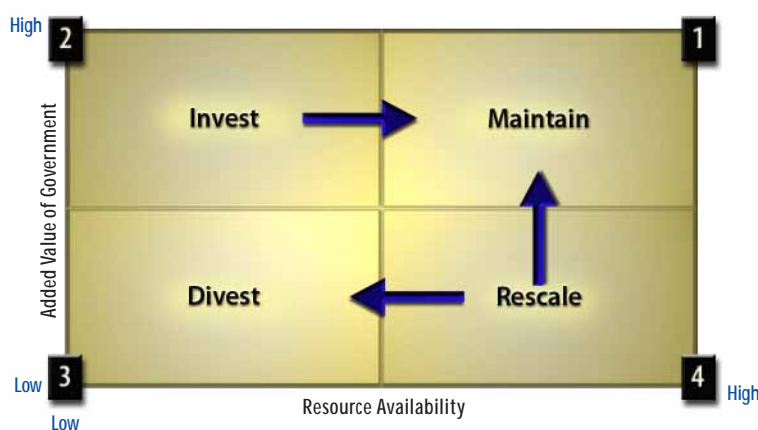 High
2
1
Invest
Maintain
Added Value of Government
Divest
Rescale
Low
3
4
High
Resource Availability
Low